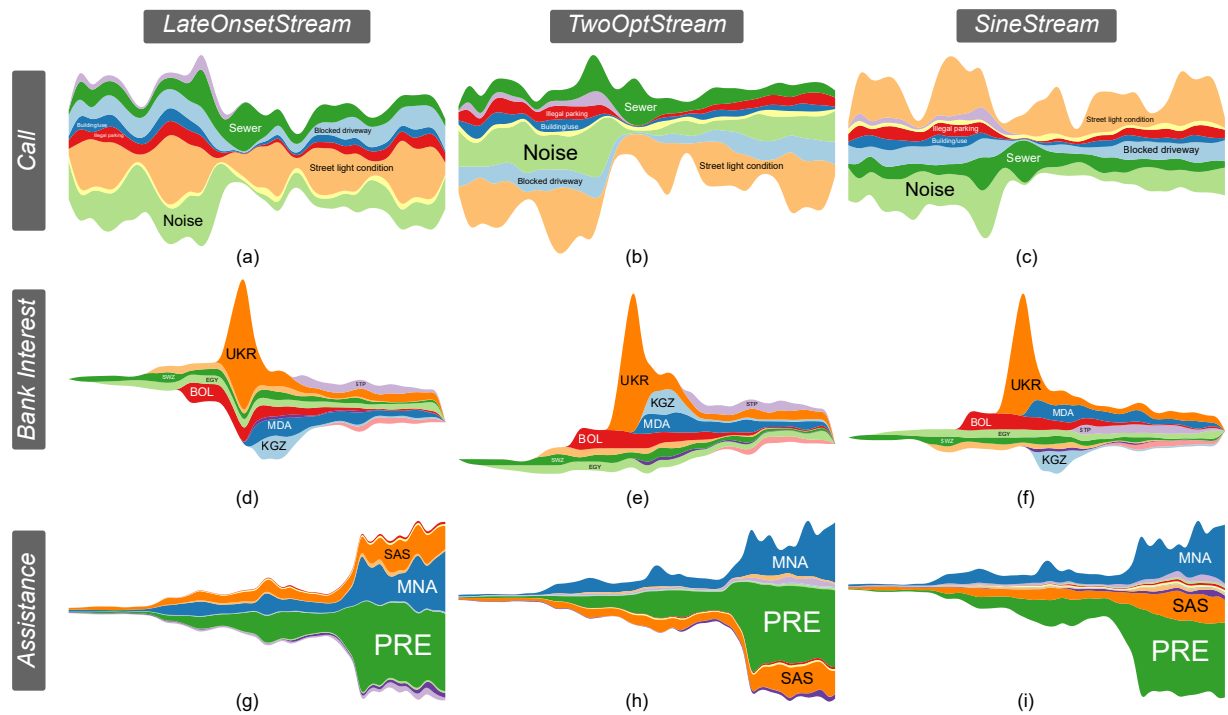 LateOnsetStream
TwoOptStream
SineStream
Call
Building/use
Illegal parking
Sewer
Blocked driveway
Street light condition
Noise
(a)
Illegal parking
Building/use
Sewer
Noise
Blocked driveway
Street light condition
(b)
Illegal parking
Building/use
Street light condition
Blocked driveway
Sewer
Noise
(c)
Bank Interest
UKR
SWZ
EGY
BOL
STP
MDA
KGZ
(d)
UKR
KGZ
STP
MDA
BOL
SWZ
EGY
(e)
UKR
MDA
BOL
EGY
STP
SWZ
KGZ
(f)
Assistance
SAS
MNA
PRE
(g)
MNA
PRE
SAS
(h)
MNA
SAS
PRE
(i)